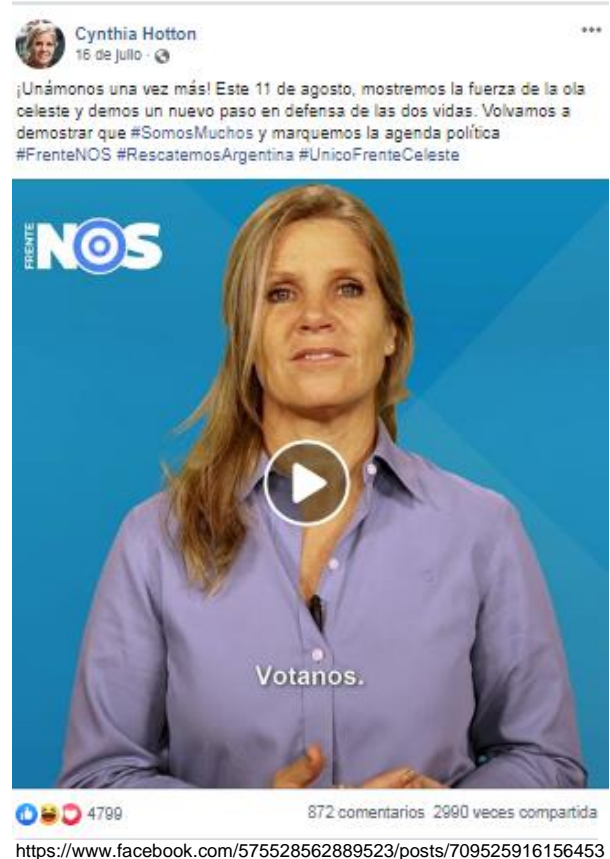 Cynthia Hotton
16 de julio ·
¡Unámonos una vez más! Este 11 de agosto, mostremos la fuerza de la ola
celeste y demos un nuevo paso en defensa de las dos vidas. Volvamos a
demostrar que #SomosMuchos y marquemos la agenda política
#FrenteNOS #RescatemosArgentina #UnicoFrenteCeleste
FRENTE
NOS
Votanos.
4799
872 comentarios 2990 veces compartida
https://www.facebook.com/575528562889523/posts/709525916156453